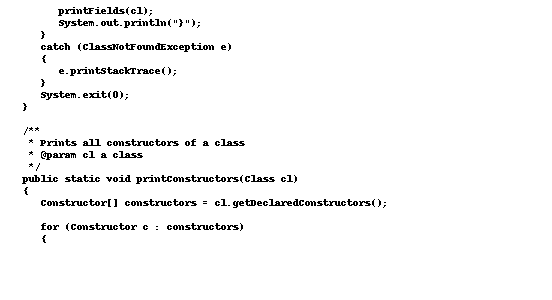 printFields(cl);
System.out.println("}");
}
catch (ClassNotFoundException e)
{
e.printStackTrace();
}
System.exit(0);
}
/**
* Prints all constructors of a class
* @param cl a class
*/
public static void printConstructors(Class cl)
{
Constructor[] constructors = cl.getDeclaredConstructors();
for (Constructor c : constructors)
{